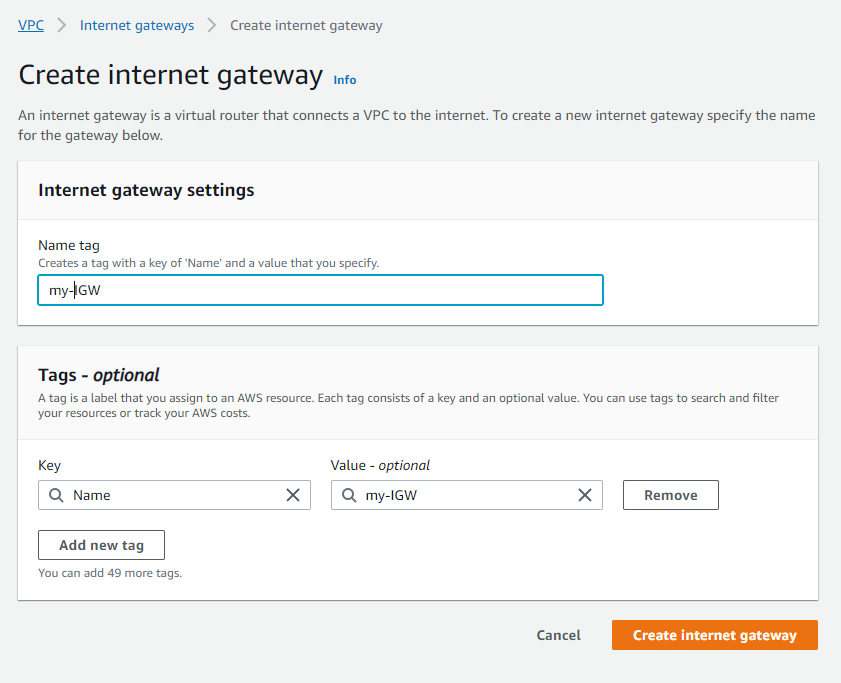 VPC > Internet gateways > Create internet gateway
Create internet gateway Info
An internet gateway is a virtual router that connects a VPC to the internet. To create a new internet gateway specify the name
for the gateway below.
Internet gateway settings
Name tag
Creates a tag with a key of 'Name' and a value that you specify.
my-IGW
Tags - optional
A tag is a label that you assign to an AWS resource. Each tag consists of a key and an optional value. You can use tags to search and filter
your resources or track your AWS costs.
Key Value - optional
Name my-IGW Remove
Add new tag
You can add 49 more tags.
Cancel Create internet gateway